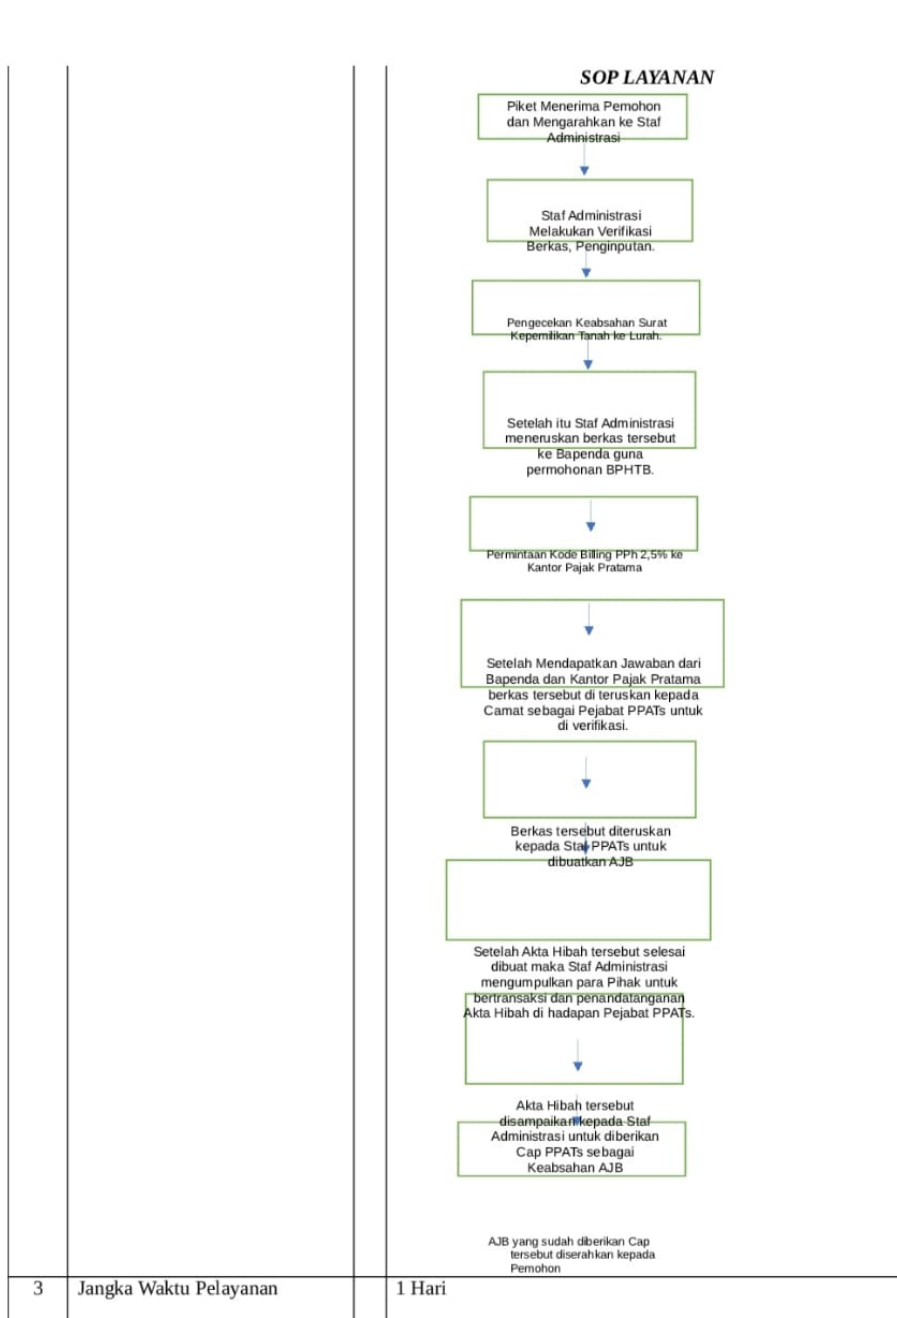 SOP LAYANAN
Piket Menerima Pemohon
dan Mengarahkan ke Staf
Administrasi
Staf Administrasi
Melakukan Verifikasi
Berkas, Penginputan.
Pengecekan Keabsahan Surat
Kepemilikan Tanah ke Lurah.
Setelah itu Staf Administrasi
meneruskan berkas tersebut
ke Bapenda guna
permohonan BPHTB.
Permintaan Kode Billing PPh 2,5% ke
Kantor Pajak Pratama
Setelah Mendapatkan Jawaban dari
Bapenda dan Kantor Pajak Pratama
berkas tersebut di teruskan kepada
Camat sebagai Pejabat PPATs untuk
di verifikasi.
Berkas tersebut diteruskan
kepada Staf PPATs untuk
dibuatkan AJB
Setelah Akta Hibah tersebut selesai
dibuat maka Staf Administrasi
mengumpulkan para Pihak untuk
bertransaksi dan penandatanganan
Akta Hibah di hadapan Pejabat PPATs.
Akta Hibah tersebut
disampaikan kepada Staf
Administrasi untuk diberikan
Cap PPATs sebagai
Keabsahan AJB
AJB yang sudah diberikan Cap
tersebut diserahkan kepada
Pemohon
3 Jangka Waktu Pelayanan 1 Hari